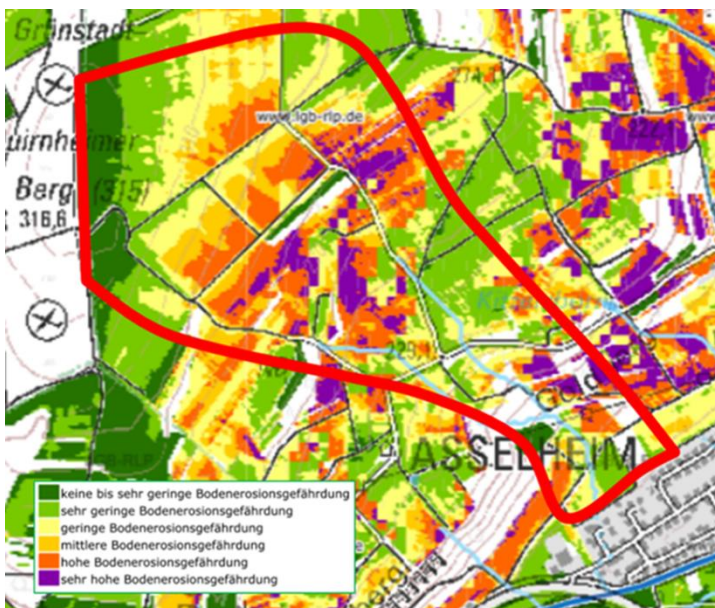 Grünstadt-
www.lgb-rlp.de
uirnheimer
Berg (315)
316,6
ASSELHEIM
keine bis sehr geringe Bodenerosionsgefährdung
sehr geringe Bodenerosionsgefährdung
geringe Bodenerosionsgefährdung
mittlere Bodenerosionsgefährdung
hohe Bodenerosionsgefährdung
sehr hohe Bodenerosionsgefährdung